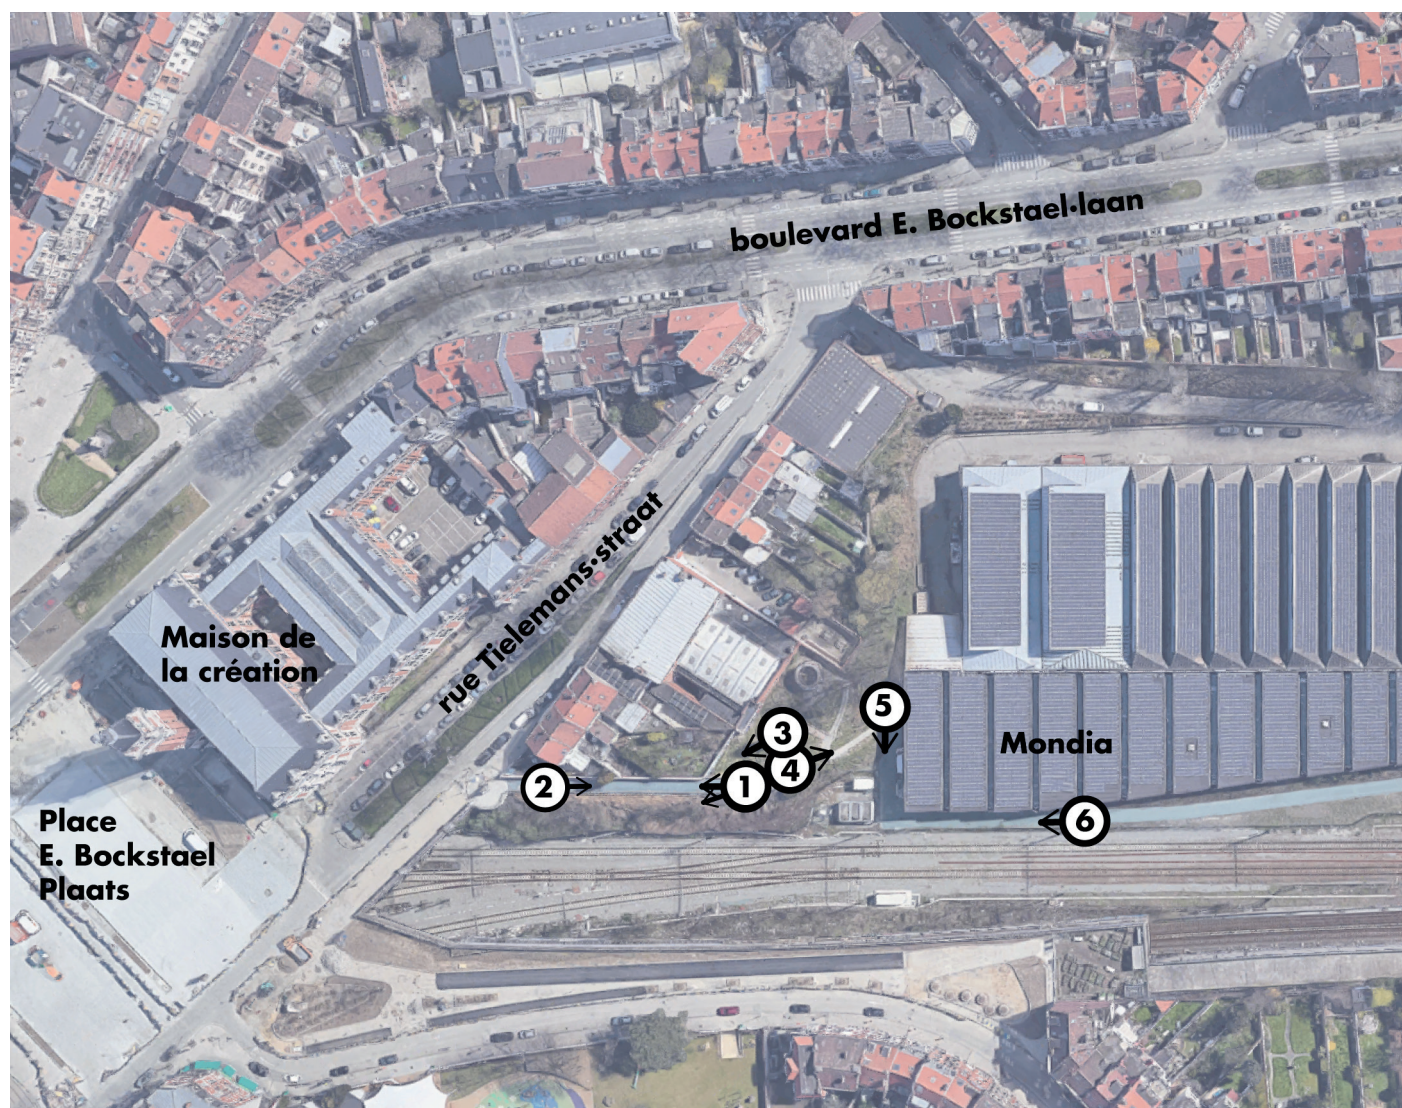 boulevard E. Bockstael•laan
rue Tielemans•straat
Maison de
la création
5
3
Mondia
4
2
1
6
Place
E. Bockstael
Plaats